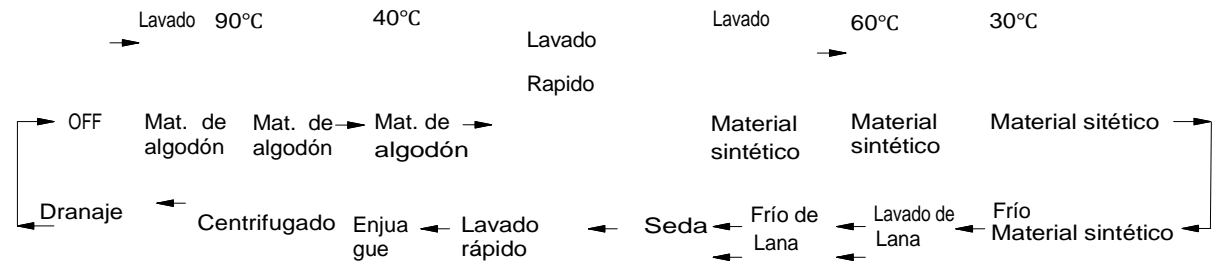 Lavado 90°C 40°C Lavado 60°C 30°C
Lavado
Rapido
OFF Mat. de Mat. de Mat. de Material Material Material sitético
algodón algodón algodón sintético sintético
Dranaje Centrifugado Enjua Lavado Seda Frío de Lavado de Frío
gue rápido Lana Lana Material sintético